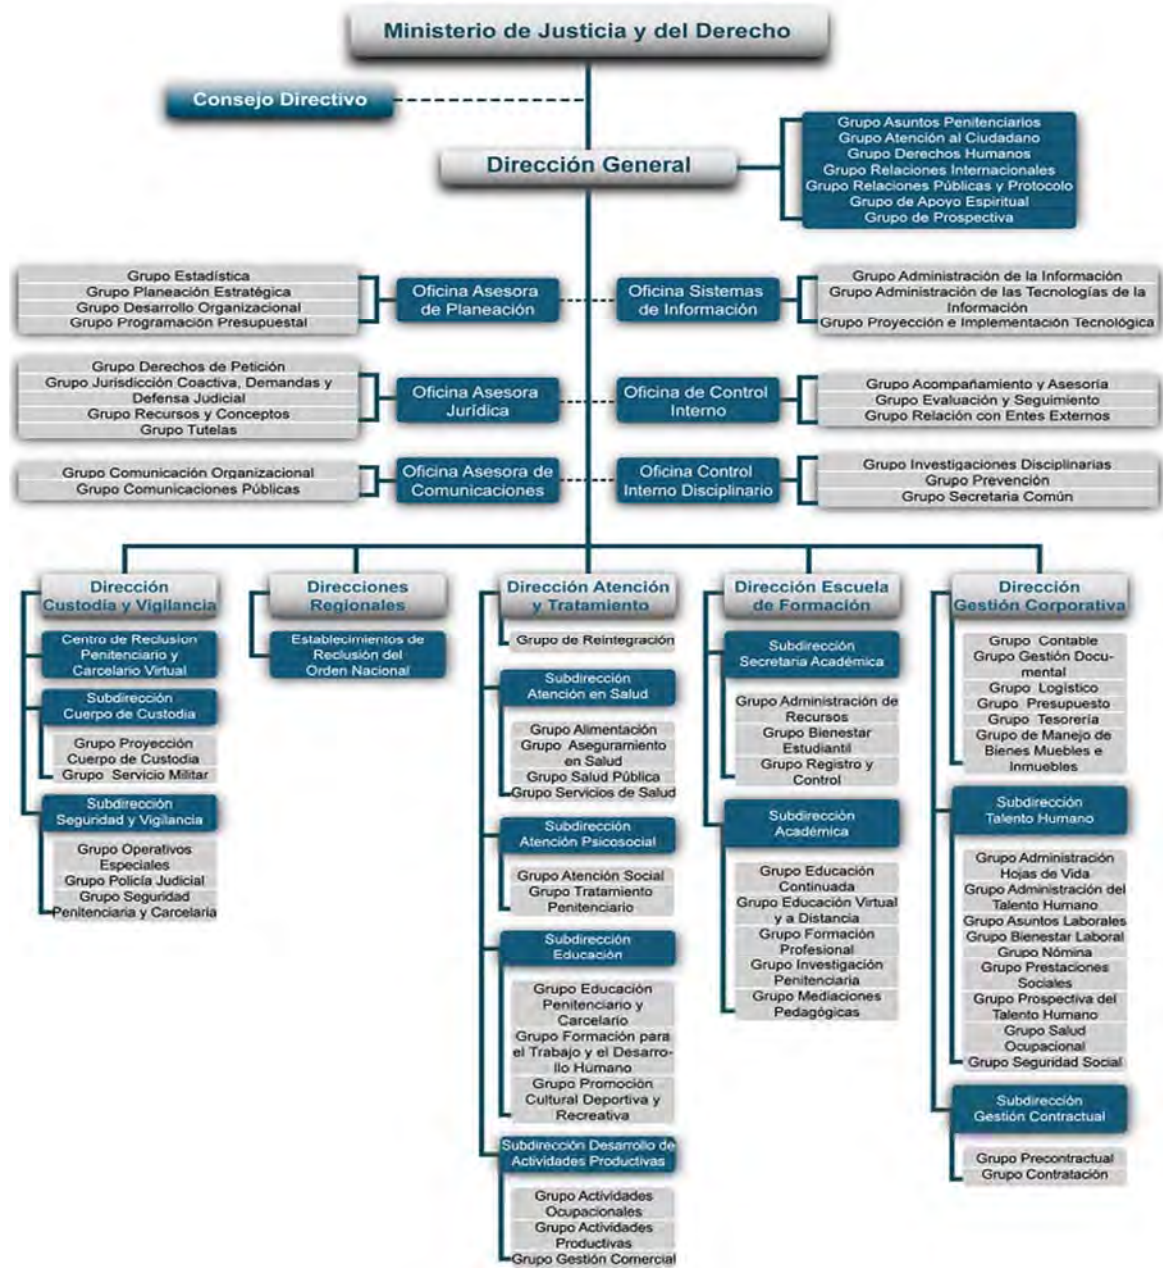 Ministerio de Justicia y del Derecho
Consejo Directivo
Dirección General
Grupo Asuntos Penitenciarios
Grupo Atención al Ciudadano
Grupo Derechos Humanos
Grupo Relaciones Internacionales
Grupo Relaciones Públicas y Protocolo
Grupo de Apoyo Espiritual
Grupo de Prospectiva
Grupo Estadística
Grupo Planeación Estratégica
Grupo Desarrollo Organizacional
Grupo Programación Presupuestal
Oficina Asesora
de Planeación
Oficina Sistemas
de Información
Grupo Administración de la Información
Grupo Administración de las Tecnologías de la
Información
Grupo Proyección e Implementación Tecnológica
Grupo Derechos de Petición
Grupo Jurisdicción Coactiva, Demandas y
Defensa Judicial
Grupo Recursos y Conceptos
Grupo Tutelas
Oficina Asesora
Jurídica
Oficina de Control
Interno
Grupo Acompañamiento y Asesoría
Grupo Evaluación y Seguimiento
Grupo Relación con Entes Externos
Grupo Comunicación Organizacional
Grupo Comunicaciones Públicas
Oficina Asesora de
Comunicaciones
Oficina Control
Interno Disciplinario
Grupo Investigaciones Disciplinarias
Grupo Prevención
Grupo Secretaria Común
Dirección
Custodia y Vigilancia
Centro de Reclusion
Penitenciario y
Carcelario Virtual
Subdirección
Cuerpo de Custodia
Grupo Proyección
Cuerpo de Custodia
Grupo Servicio Militar
Subdirección
Seguridad y Vigilancia
Grupo Operativos
Especiales
Grupo Policía Judicial
Grupo Seguridad
Penitenciaria y Carcelaria
Direcciones
Regionales
Establecimientos de
Reclusión del
Orden Nacional
Dirección Atención
y Tratamiento
Grupo de Reintegración
Subdirección
Atención en Salud
Grupo Alimentación
Grupo Aseguramiento
en Salud
Grupo Salud Pública
Grupo Servicios de Salud
Subdirección
Atención Psicosocial
Grupo Atención Social
Grupo Tratamiento
Penitenciario
Subdirección
Educación
Grupo Educación
Penitenciario y
Carcelario
Grupo Formación para
el Trabajo y el Desarro-
llo Humano
Grupo Promoción
Cultural Deportiva y
Recreativa
Subdirección Desarrollo de
Actividades Productivas
Grupo Actividades
Ocupacionales
Grupo Actividades
Productivas
Grupo Gestión Comercial
Dirección Escuela
de Formación
Subdirección
Secretaria Académica
Grupo Administración de
Recursos
Grupo Bienestar
Estudiantil
Grupo Registro y
Control
Subdirección
Académica
Grupo Educación
Continuada
Grupo Educación Virtual
y a Distancia
Grupo Formación
Profesional
Grupo Investigación
Penitenciaria
Grupo Mediaciones
Pedagógicas
Dirección
Gestión Corporativa
Grupo Contable
Grupo Gestión Docu-
mental
Grupo Logístico
Grupo Presupuesto
Grupo Tesorería
Grupo de Manejo de
Bienes Muebles e
Inmuebles
Subdirección
Talento Humano
Grupo Administración
Hojas de Vida
Grupo Administración del
Talento Humano
Grupo Asuntos Laborales
Grupo Bienestar Laboral
Grupo Nómina
Grupo Prestaciones
Sociales
Grupo Prospectiva del
Talento Humano
Grupo Salud
Ocupacional
Grupo Seguridad Social
Subdirección
Gestión Contractual
Grupo Precontractual
Grupo Contratación